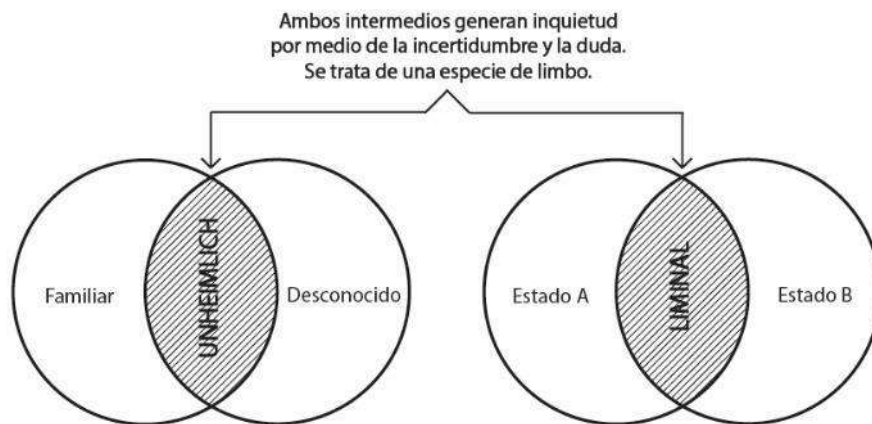 Ambos intermedios generan inquietud
por medio de la incertidumbre y la duda.
Se trata de una especie de limbo.
Familiar
UNHEIMLICH
Desconocido
Estado A
LIMINAL
Estado B